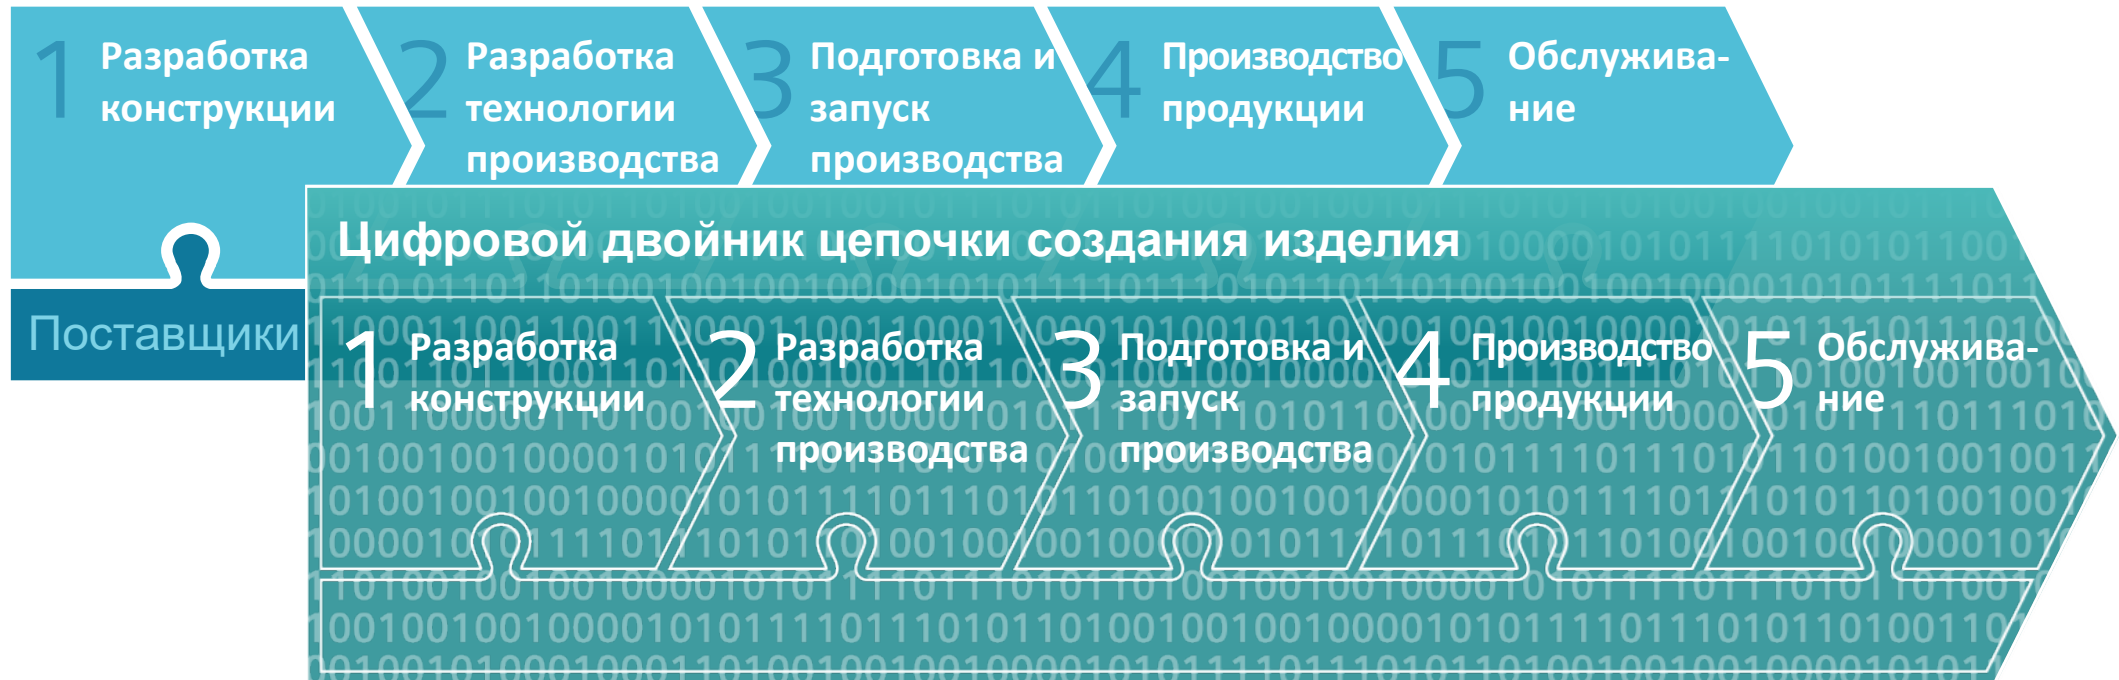 1 Разработка
конструкции
2 Разработка
технологии
производства
3 Подготовка и
запуск
производства
4 Производство
продукции
5 Обслужива-
ние
Цифровой двойник цепочки создания изделия
Поставщики
1 Разработка
конструкции
2 Разработка
технологии
производства
3 Подготовка и
запуск
производства
4 Производство
продукции
5 Обслужива-
ние